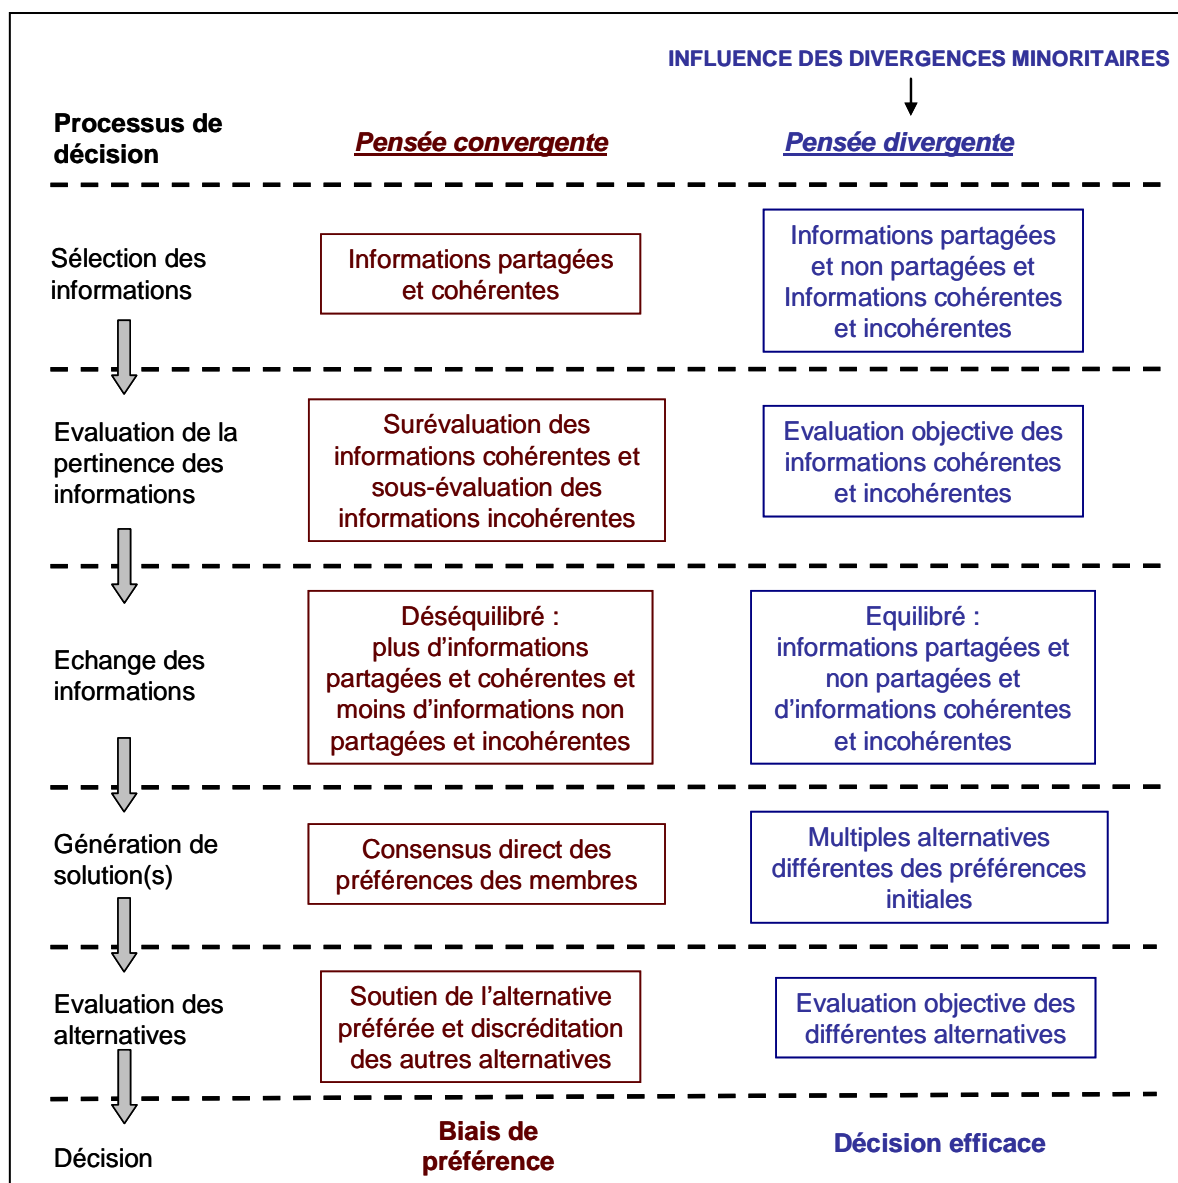 INFLUENCE DES DIVERGENCES MINORITAIRES
Processus de
décision
Pensée convergente
Pensée divergente
Sélection des
informations
Informations partagées
et cohérentes
Informations partagées
et non partagées et
Informations cohérentes
et incohérentes
Evaluation de la
pertinence des
informations
Surévaluation des
informations cohérentes et
sous-évaluation des
informations incohérentes
Evaluation objective des
informations cohérentes
et incohérentes
Echange des
informations
Déséquilibré :
plus d’informations
partagées et cohérentes et
moins d’informations non
partagées et incohérentes
Equilibré :
informations partagées et
non partagées et
d’informations cohérentes
et incohérentes
Génération de
solution(s)
Consensus direct des
préférences des membres
Multiples alternatives
différentes des préférences
initiales
Evaluation des
alternatives
Soutien de l’alternative
préférée et discréditation
des autres alternatives
Evaluation objective des
différentes alternatives
Décision
Biais de
préférence
Décision efficace